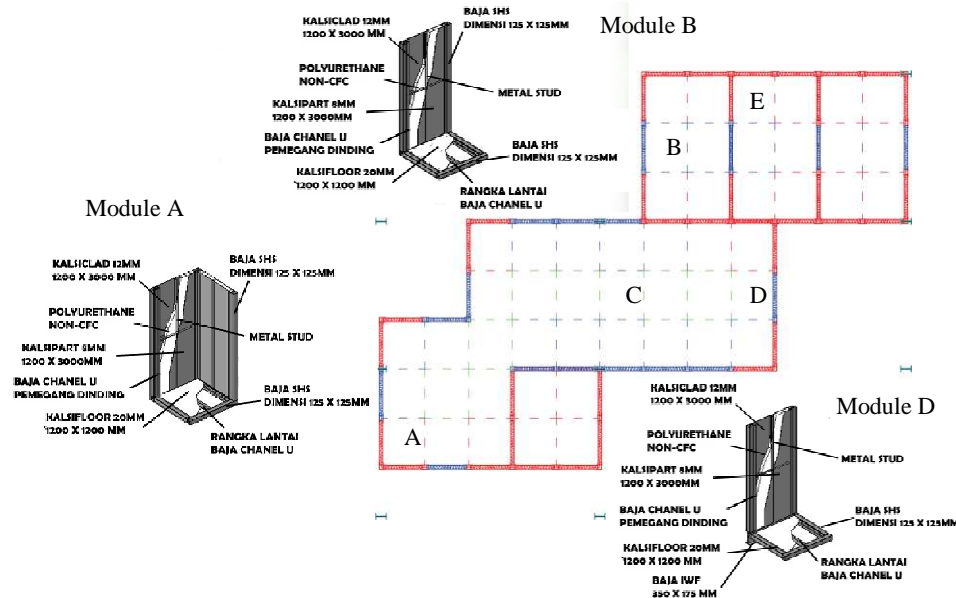 Module B
KALSICLAD 12MM
1200 X 3000 MM
POLYURETHANE
NON-CFC
KALSIPART 8MM
1200 X 3000MM
BAJA CHANEL U
PEMEGANG DINDING
KALSIFLOOR 20MM
1200 X 1200 MM
BAJA SHS
DIMENSI 125 X 125MM
METAL STUD
BAJA SHS
DIMENSI 125 X 125MM
RANGKA LANTAI
BAJA CHANEL U
E
B
Module A
KALSICLAD 12MM
1200 X 3000 MM
POLYURETHANE
NON-CFC
KALSIPART 8MM
1200 X 3000MM
BAJA CHANEL U
PEMEGANG DINDING
KALSIFLOOR 20MM
1200 X 1200 MM
BAJA SHS
DIMENSI 125 X 125MM
METAL STUD
BAJA SHS
DIMENSI 125 X 125MM
RANGKA LANTAI
BAJA CHANEL U
C
D
A
Module D
KALSICLAD 12MM
1200 X 3000 MM
POLYURETHANE
NON-CFC
KALSIPART 8MM
1200 X 3000MM
BAJA CHANEL U
PEMEGANG DINDING
KALSIFLOOR 20MM
1200 X 1200 MM
BAJA IWF
350 X 175 MM
METAL STUD
BAJA SHS
DIMENSI 125 X 125MM
RANGKA LANTAI
BAJA CHANEL U